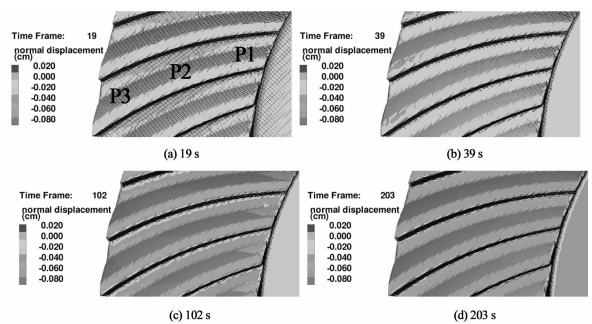 Time Frame: 19
normal displacement
(cm)
0.020
0.000
-0.020
-0.040
-0.060
-0.080
P1
P2
P3
(a) 19 s
Time Frame: 39
normal displacement
(cm)
0.020
0.000
-0.020
-0.040
-0.060
-0.080
(b) 39 s
Time Frame: 102
normal displacement
(cm)
0.020
0.000
-0.020
-0.040
-0.060
-0.080
(c) 102 s
Time Frame: 203
normal displacement
(cm)
0.020
0.000
-0.020
-0.040
-0.060
-0.080
(d) 203 s